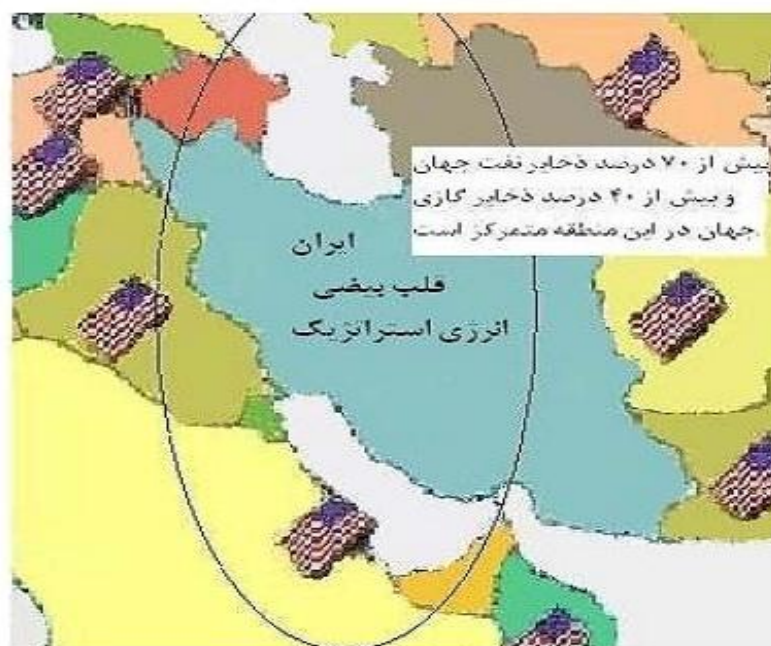 بیش از ۷۰ درصد ذخایر نفت جهان
و بیش از ۴۰ درصد ذخایر گازی
جهان در این منطقه متمرکز است.
ایران
قلب بیضی
انرژی استراتژیک